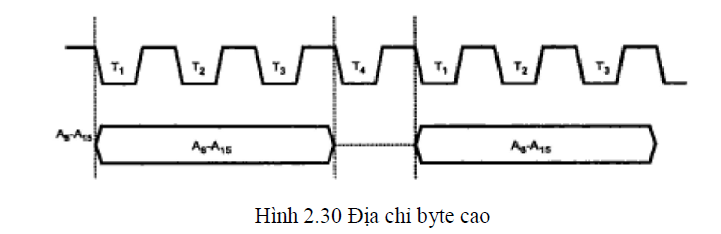 T₁ T₂ T₃ T₄ T₁ T₂ T₃
A₈-A₁₅ A₈-A₁₅ A₈-A₁₅
Hình 2.30 Địa chi byte cao